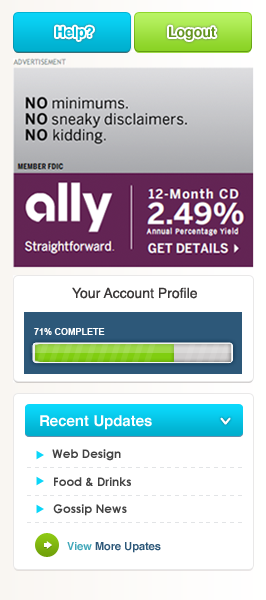 Help? Logout
ADVERTISEMENT
NO minimums.
NO sneaky disclaimers.
NO kidding.
MEMBER FDIC
ally
Straightforward.
12-Month CD
2.49%
Annual Percentage Yield
GET DETAILS
Your Account Profile
71% COMPLETE
Recent Updates
Web Design
Food & Drinks
Gossip News
View More Upates